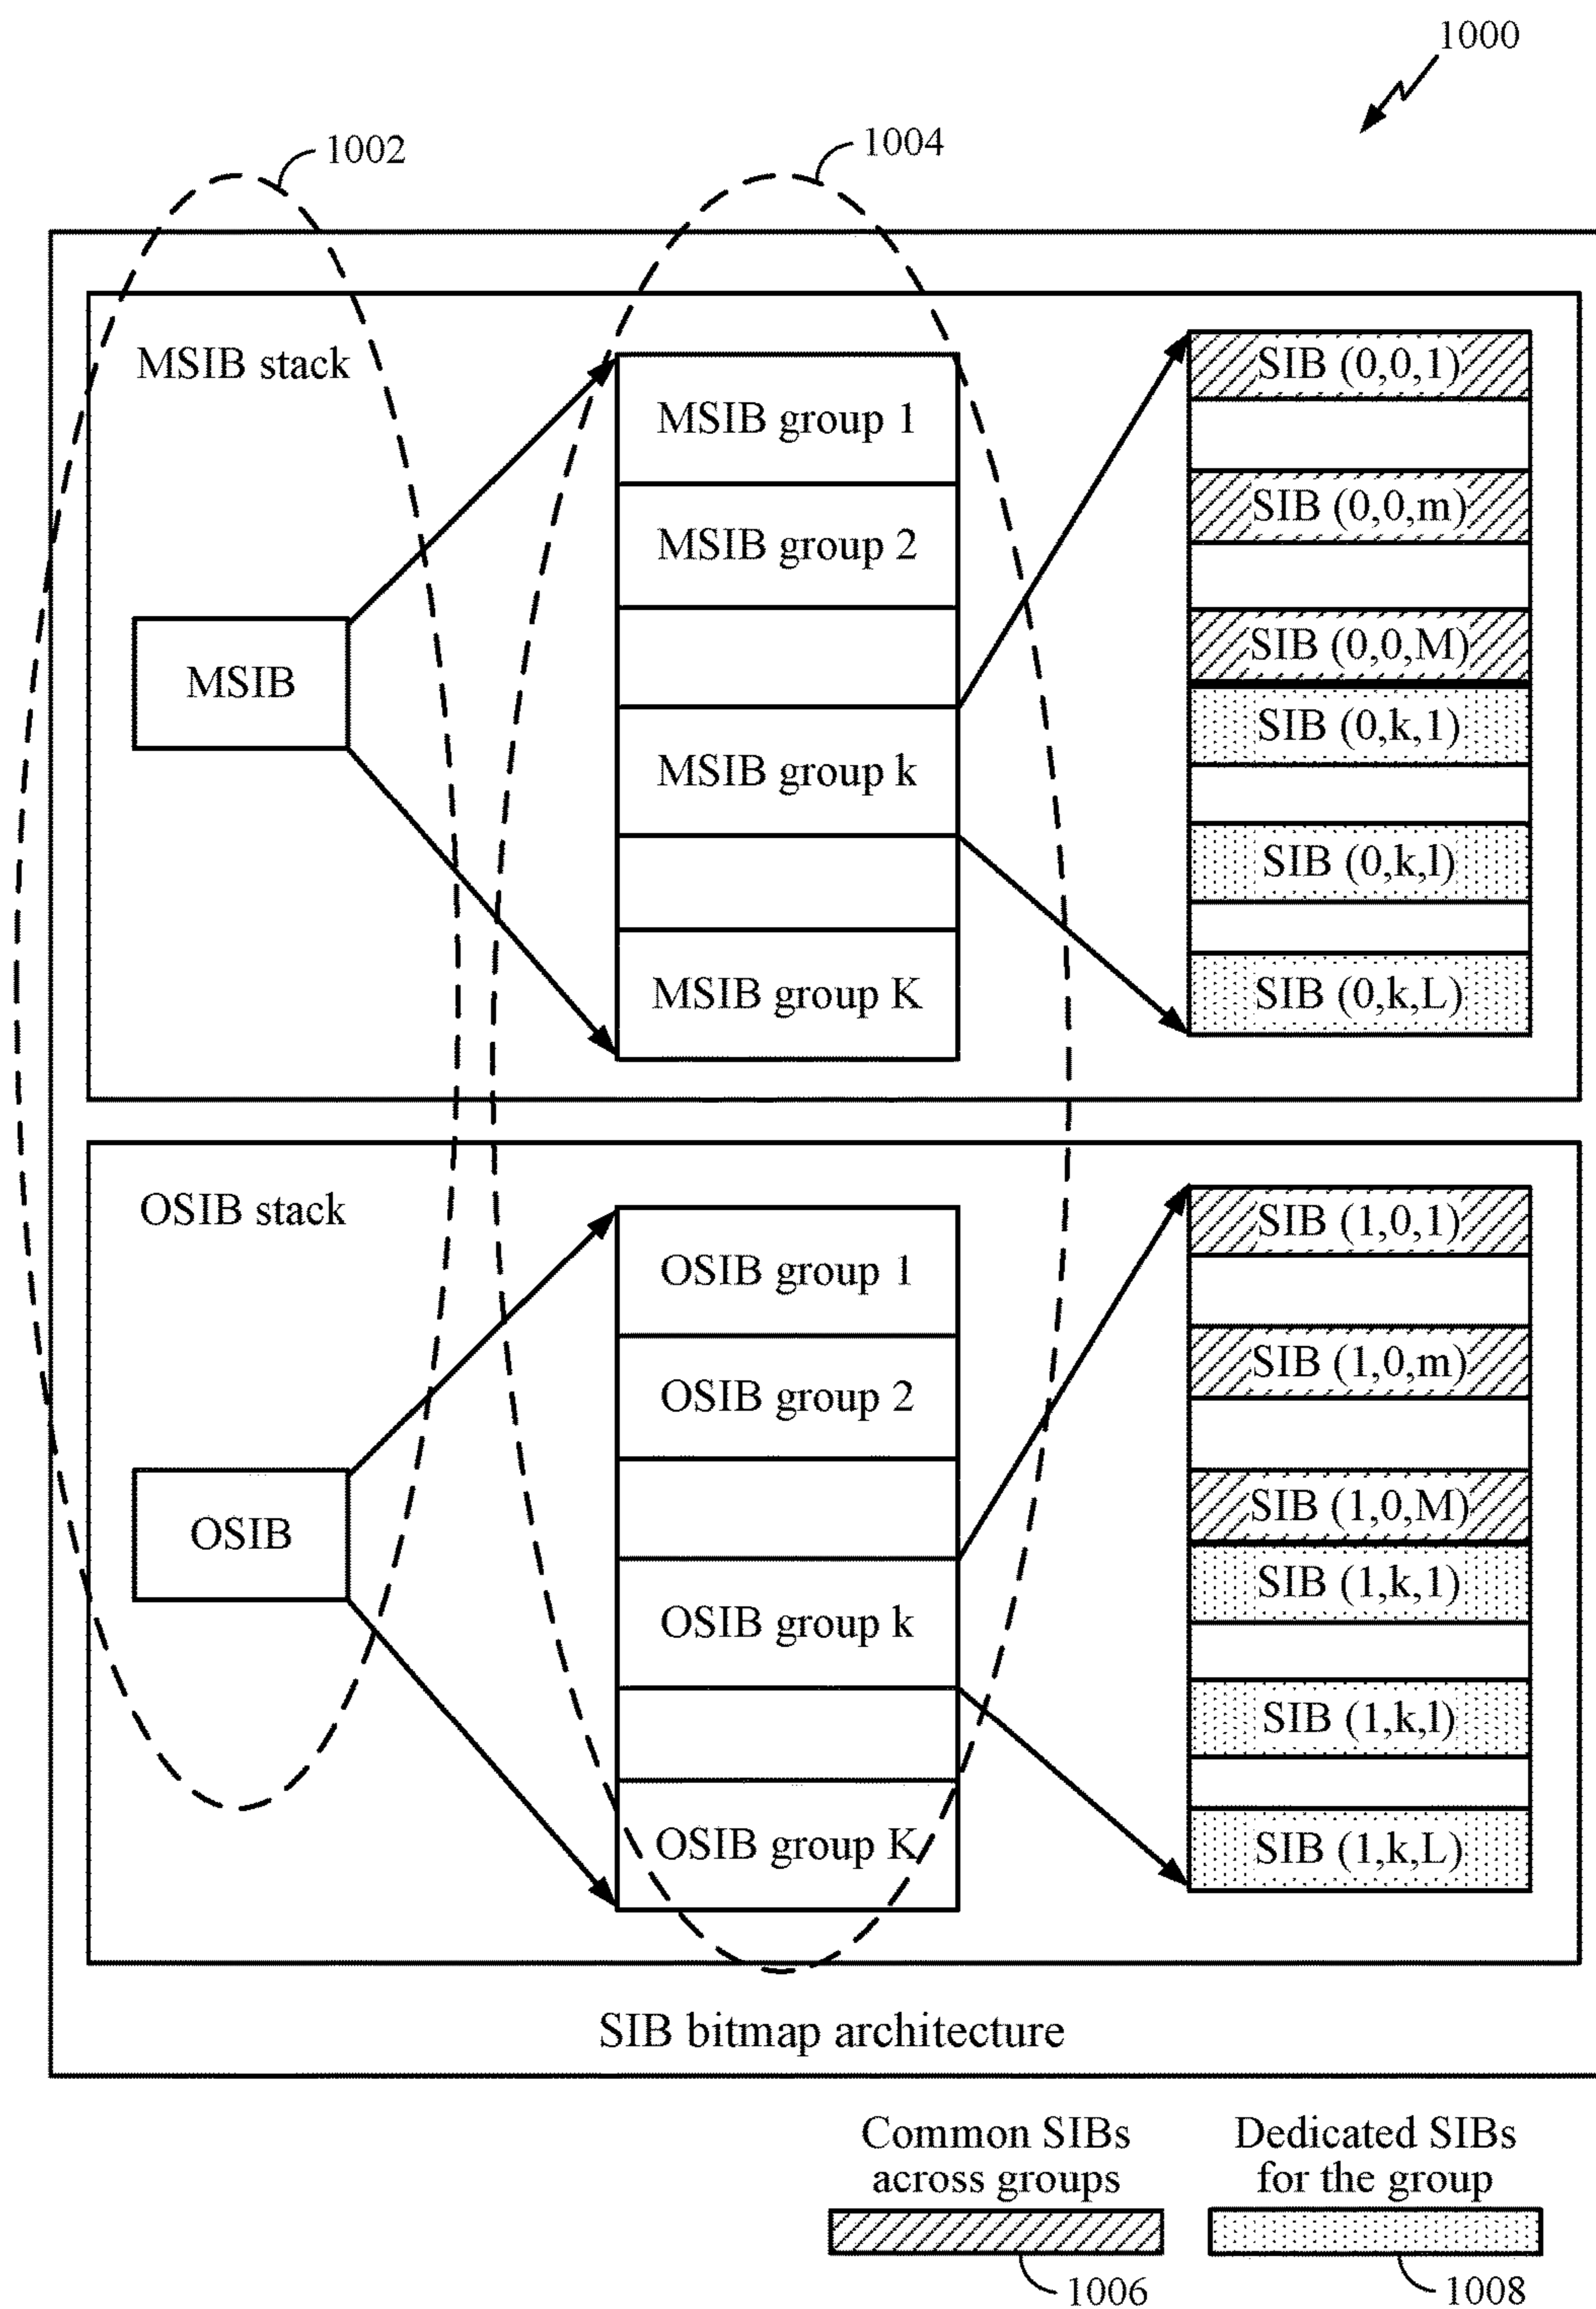 1000
1002
1004
MSIB stack
MSIB
MSIB group 1
MSIB group 2
MSIB group k
MSIB group K
SIB (0,0,1)
SIB (0,0,m)
SIB (0,0,M)
SIB (0,k,1)
SIB (0,k,l)
SIB (0,k,L)
OSIB stack
OSIB
OSIB group 1
OSIB group 2
OSIB group k
OSIB group K
SIB (1,0,1)
SIB (1,0,m)
SIB (1,0,M)
SIB (1,k,1)
SIB (1,k,l)
SIB (1,k,L)
SIB bitmap architecture
Common SIBs
across groups
1006
Dedicated SIBs
for the group
1008